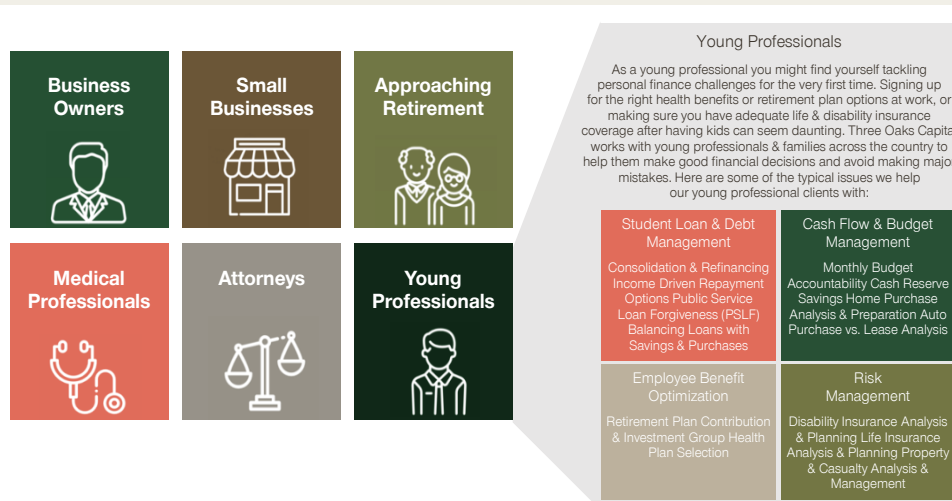 Business
Owners
Small
Businesses
Approaching
Retirement
Medical
Professionals
Attorneys
Young
Professionals
Young Professionals
As a young professional you might find yourself tackling
personal finance challenges for the very first time. Signing up
for the right health benefits or retirement plan options at work, or
making sure you have adequate life & disability insurance
coverage after having kids can seem daunting. Three Oaks Capita
works with young professionals & families across the country to
help them make good financial decisions and avoid making major
mistakes. Here are some of the typical issues we help
our young professional clients with:
Student Loan & Debt
Management
Consolidation & Refinancing
Income Driven Repayment
Options Public Service
Loan Forgiveness (PSLF)
Balancing Loans with
Savings & Purchases
Cash Flow & Budget
Management
Monthly Budget
Accountability Cash Reserve
Savings Home Purchase
Analysis & Preparation Auto
Purchase vs. Lease Analysis
Employee Benefit
Optimization
Retirement Plan Contribution
& Investment Group Health
Plan Selection
Risk
Management
Disability Insurance Analysis
& Planning Life Insurance
Analysis & Planning Property
& Casualty Analysis &
Management